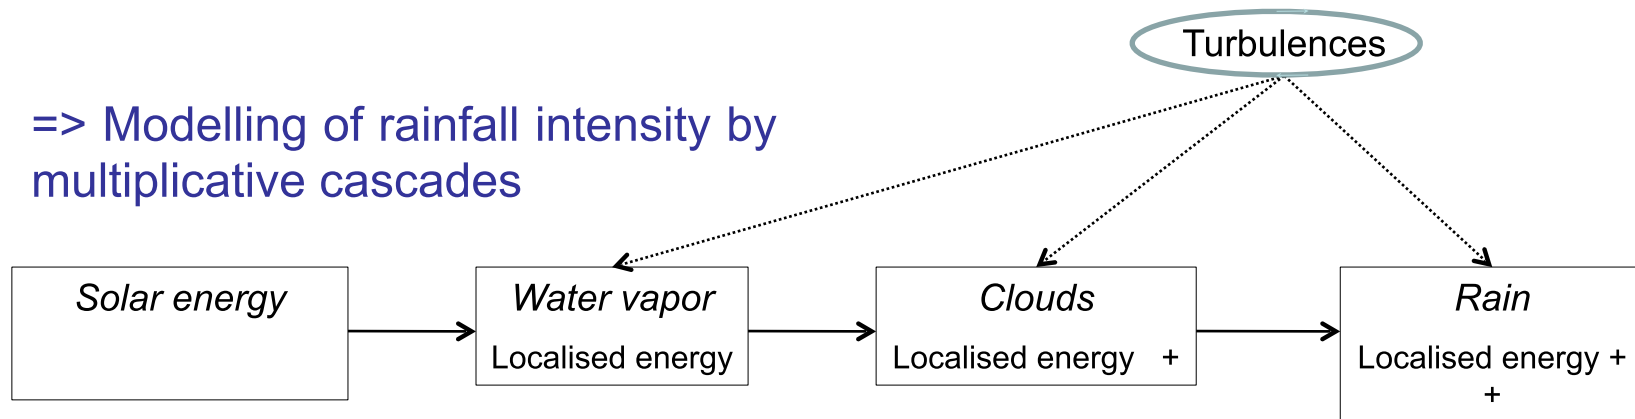 Turbulences
=> Modelling of rainfall intensity by
multiplicative cascades
Solar energy
Water vapor
Localised energy
Clouds
Localised energy +
Rain
Localised energy +
+